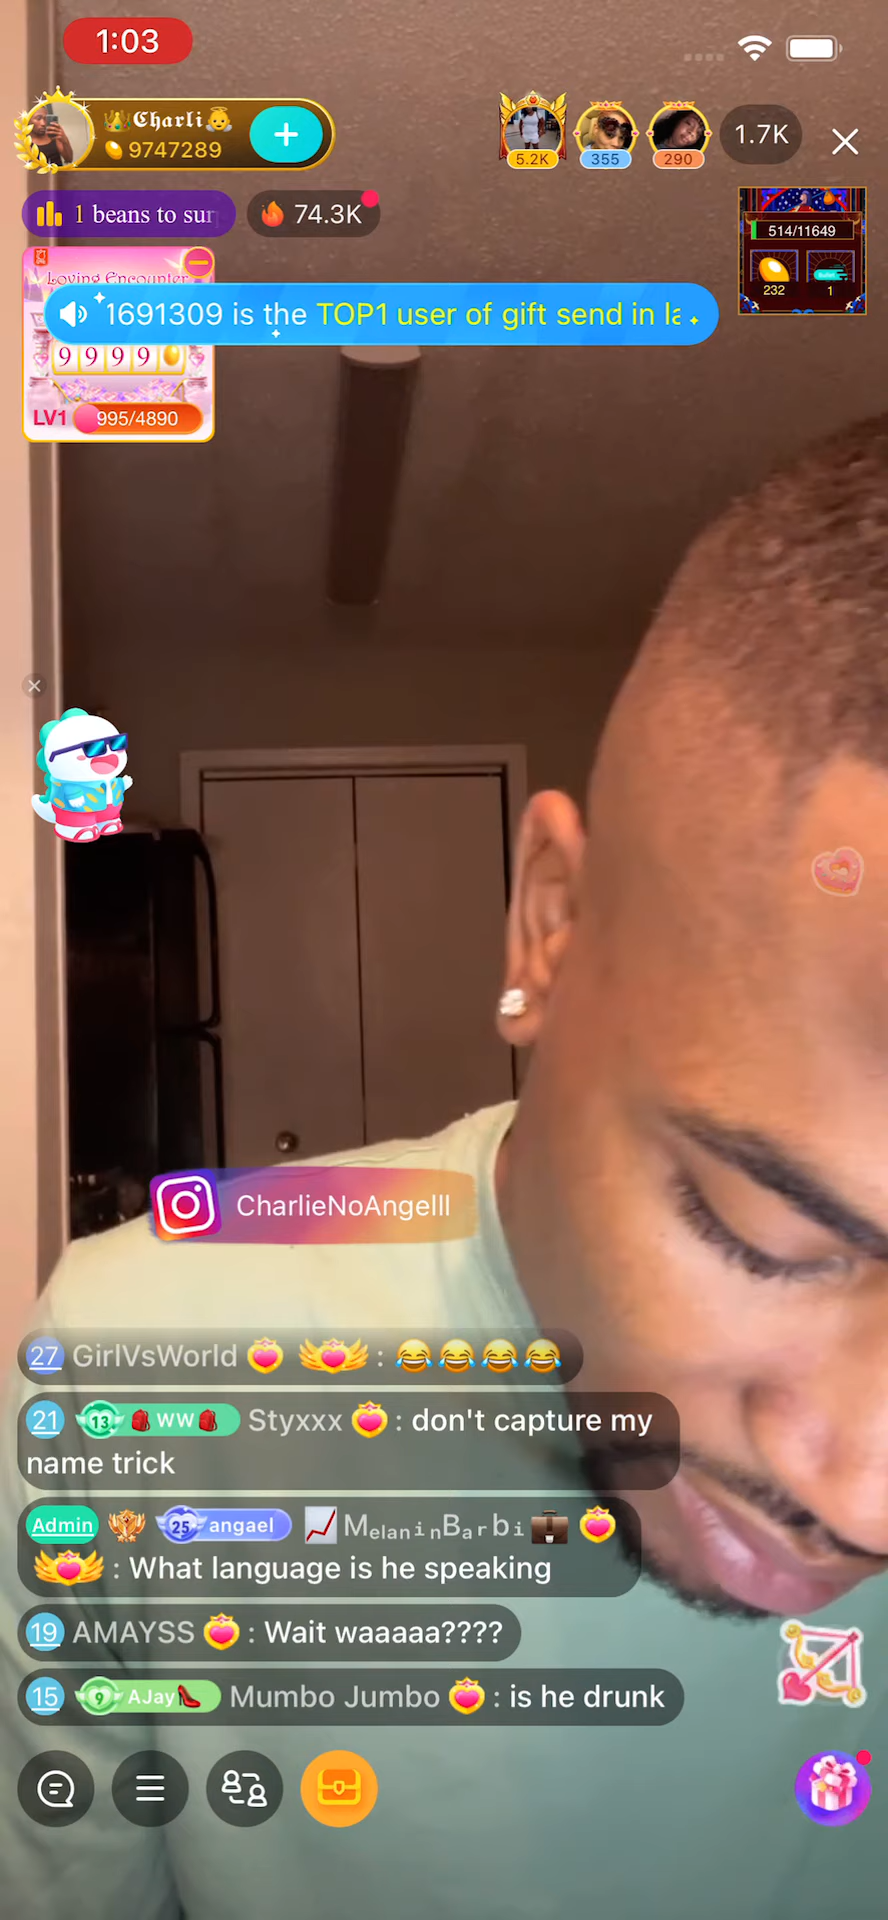 1:03
👑𝕮𝖍𝖆𝖗𝖑𝖎👼
9747289
5.2K
355
290
1.7K
1 beans to sur
74.3K
514/11649
232
1
Loving Encounter
1691309 is the TOP1 user of gift send in la
9 9 9 9
LV1 995/4890
CharlieNoAngelll
27 GirlVsWorld : 😂😂😂😂
21 13 🎒WW🎒 Styxxx : don't capture my
name trick
Admin 25 angael 📈MₑₗₐₙᵢₙBₐᵣbᵢ💼
: What language is he speaking
19 AMAYSS : Wait waaaaa????
15 9 AJay👠 Mumbo Jumbo : is he drunk